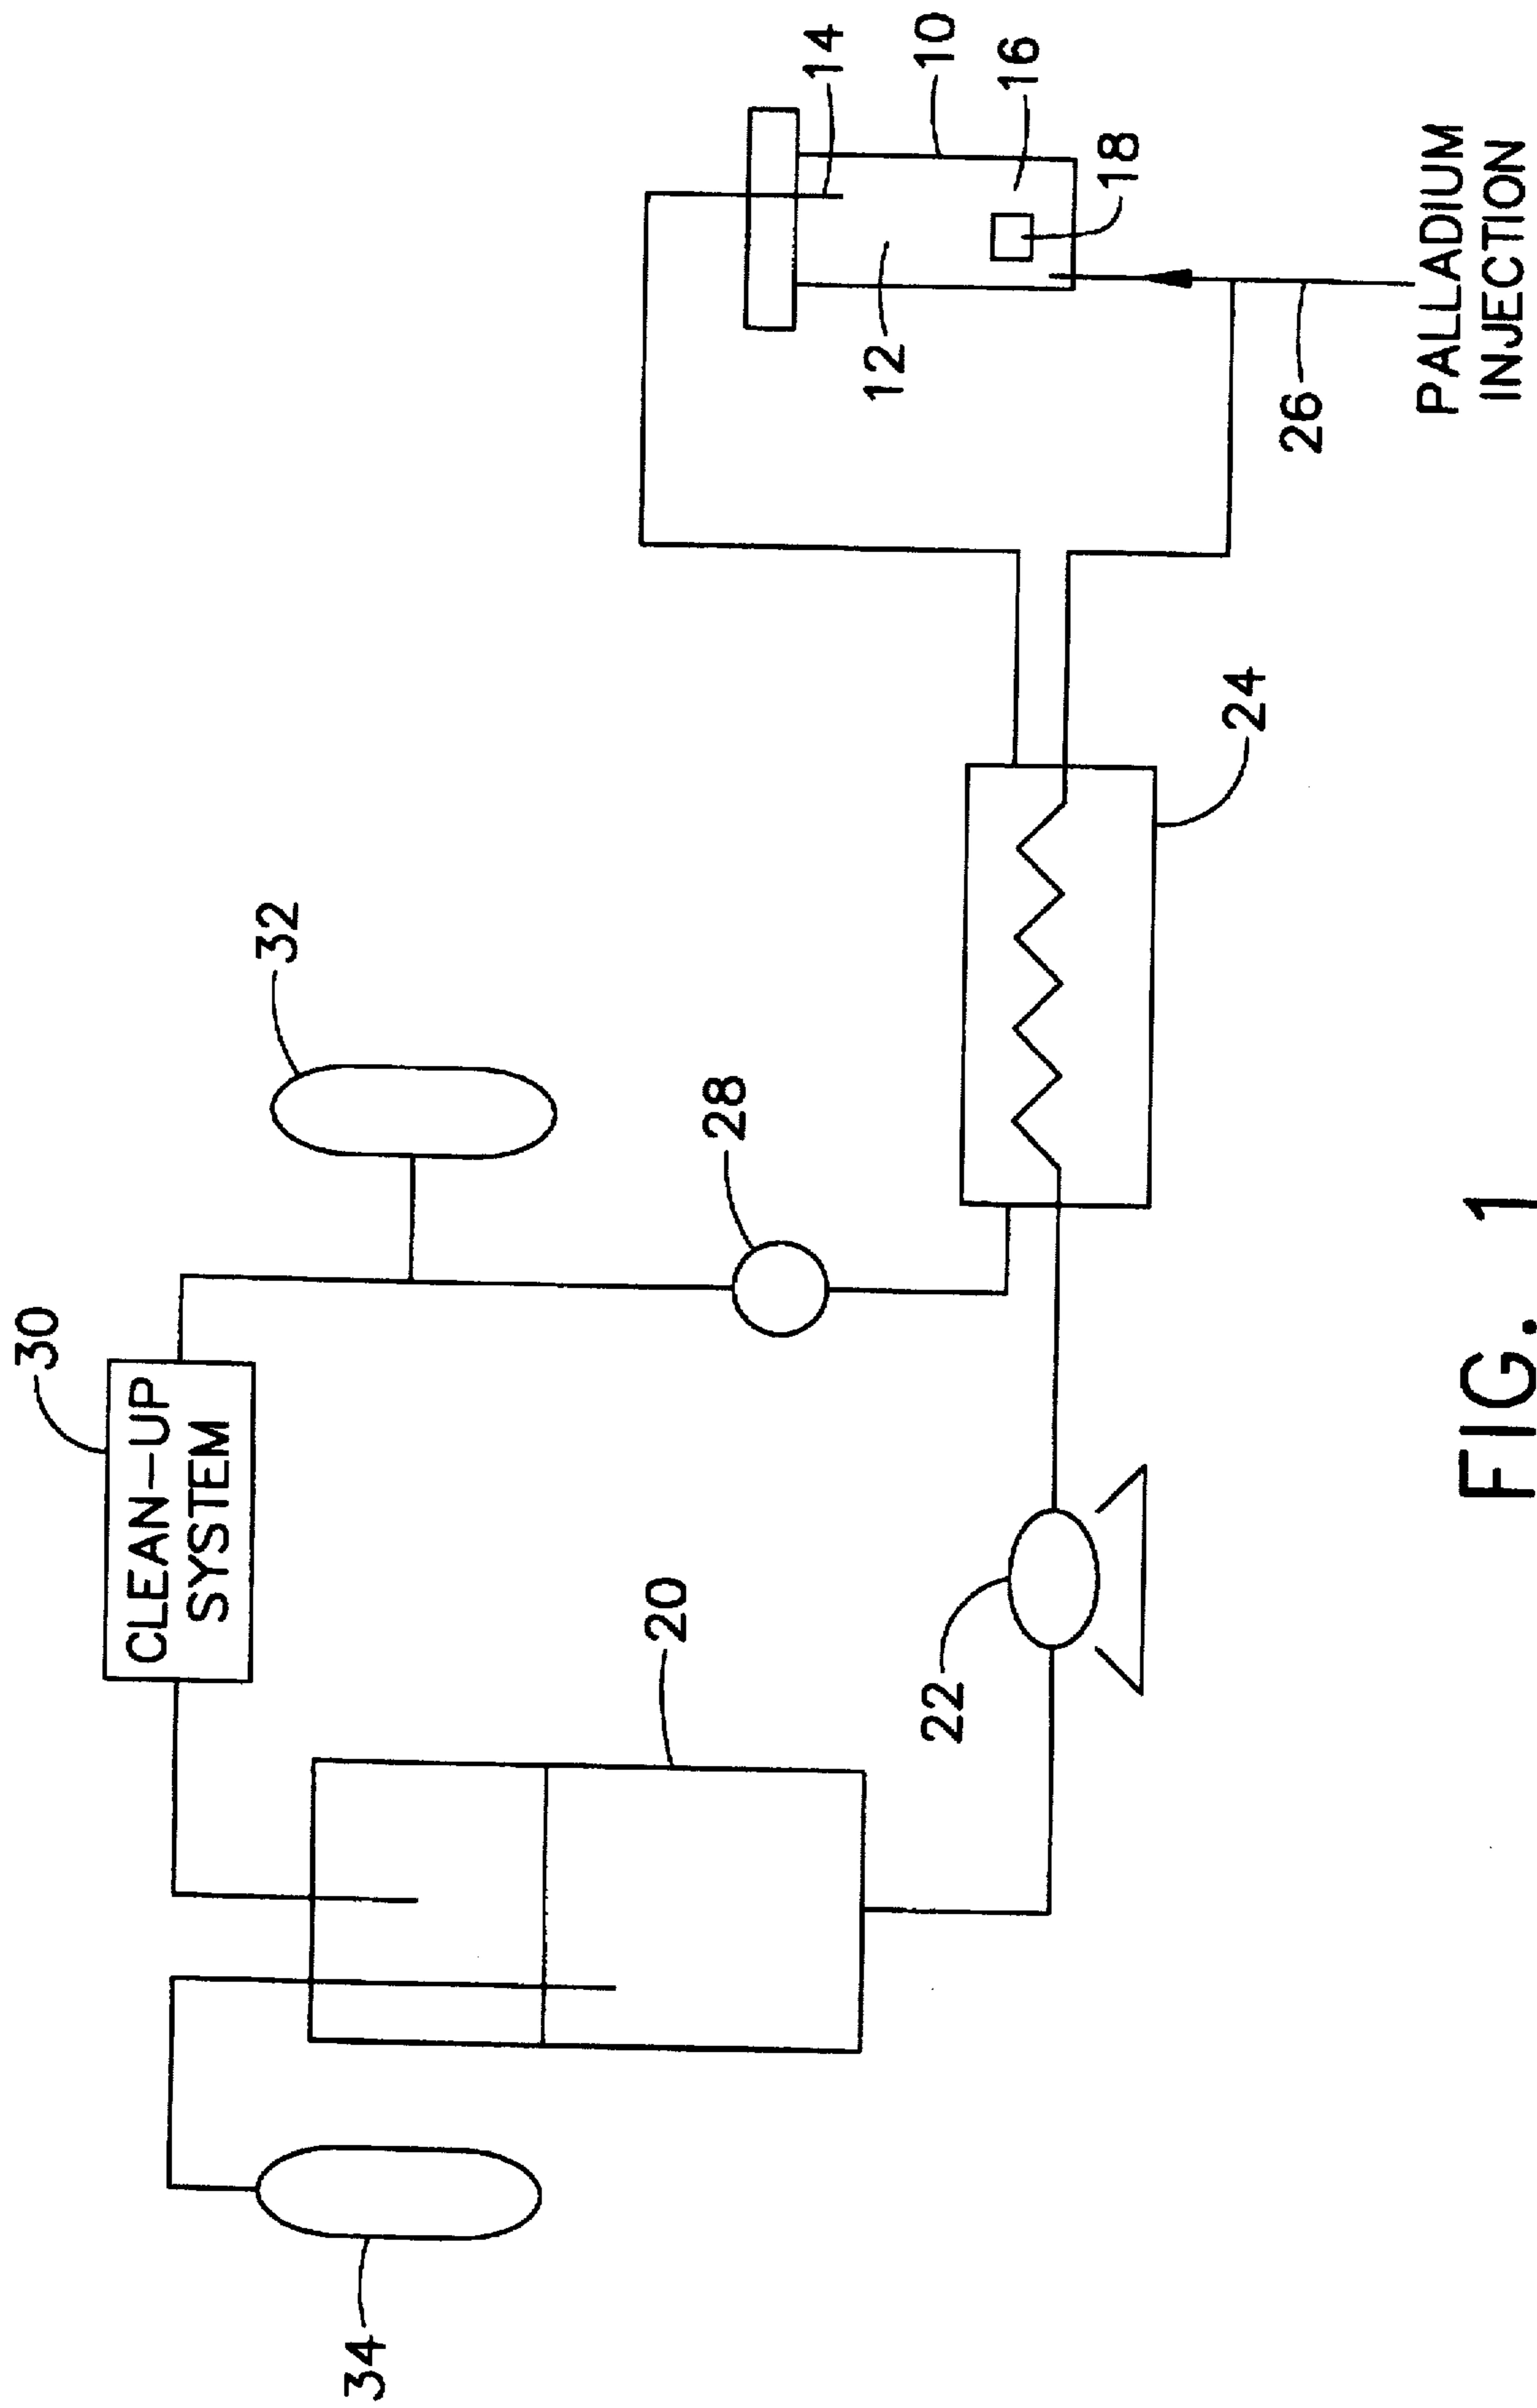 30
CLEAN-UP
SYSTEM
32
34
20
28
22
24
14
10
12
16
18
26
PALLADIUM
INJECTION
FIG. 1